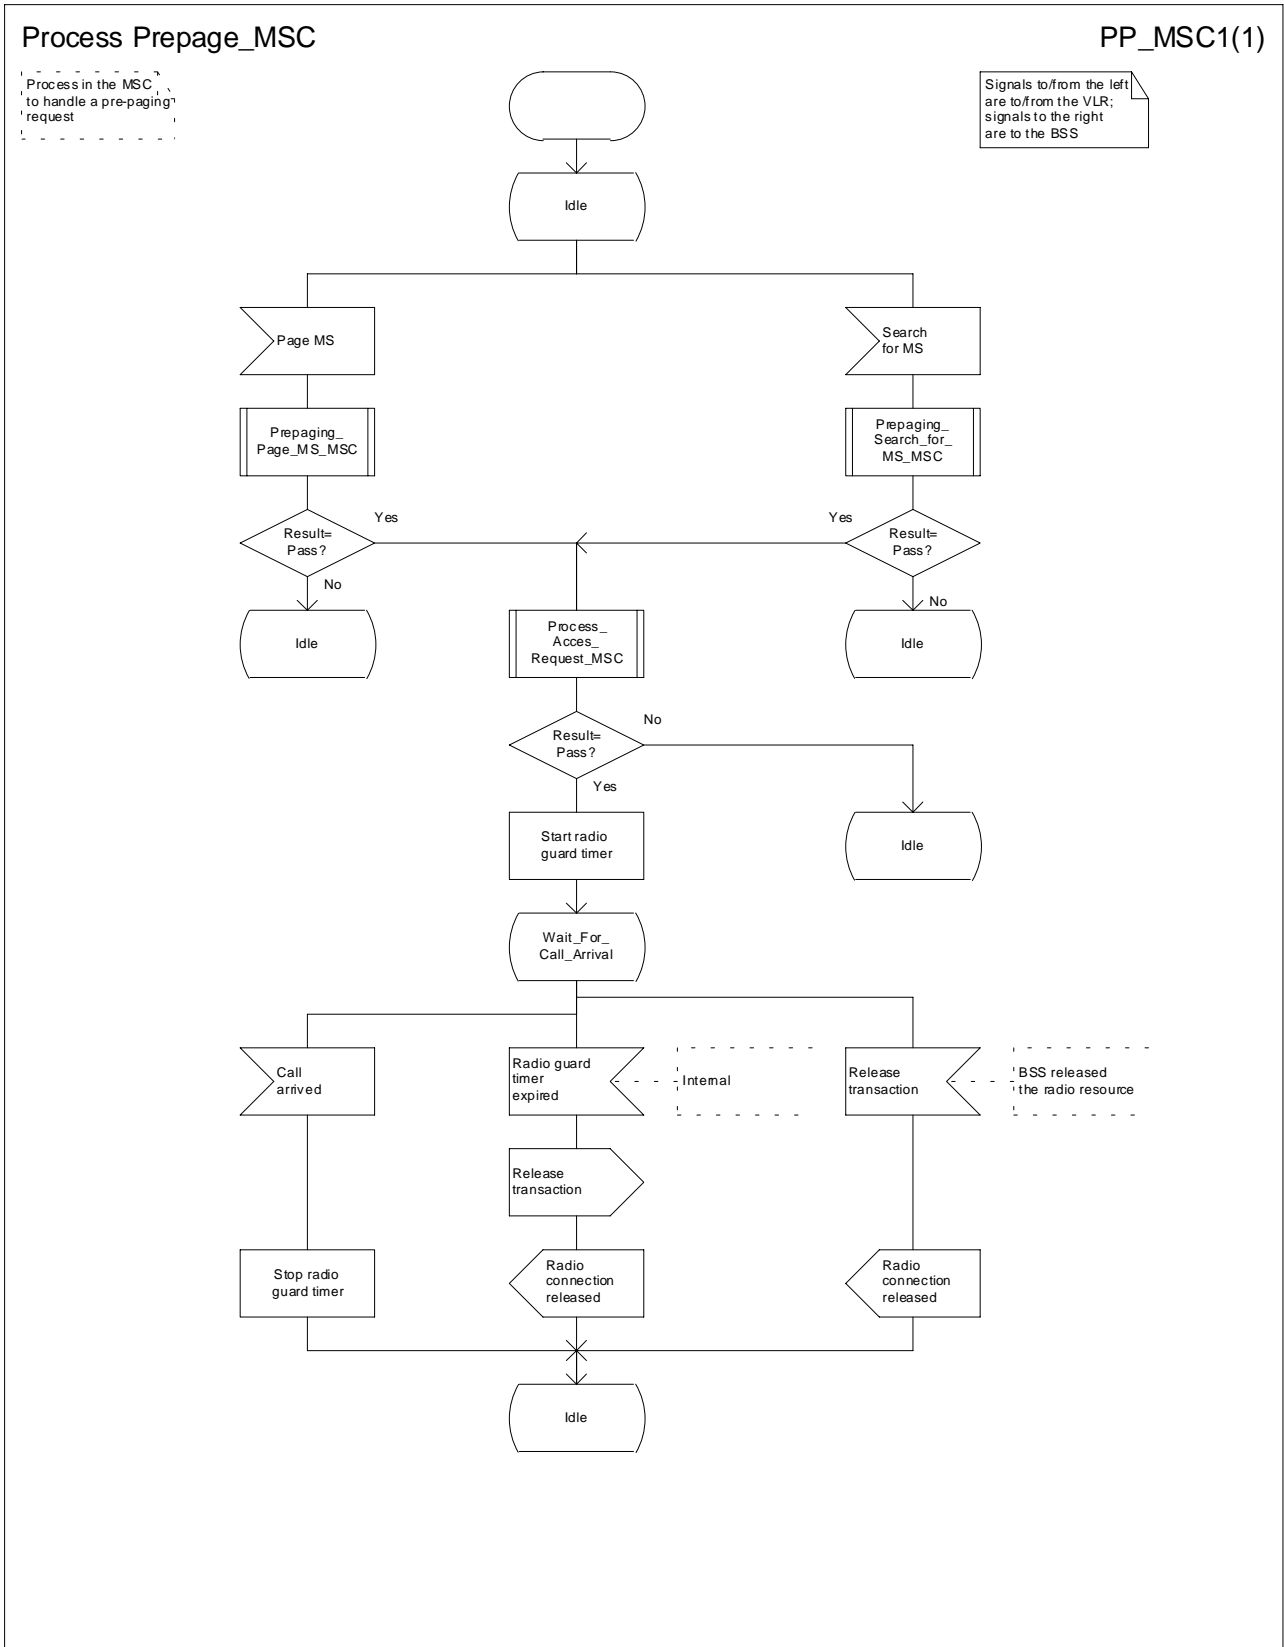 Process Prepage_MSC
PP_MSC1(1)
Process in the MSC
to handle a pre-paging
request
Signals to/from the left
are to/from the VLR;
signals to the right
are to the BSS
Idle
Page MS
Search
for MS
Prepaging_
Page_MS_MSC
Prepaging_
Search_for_
MS_MSC
Yes
Yes
Result=
Pass?
Result=
Pass?
No
No
Idle
Process_
Acces_
Request_MSC
Idle
No
Result=
Pass?
Yes
Start radio
guard timer
Idle
Wait_For_
Call_Arrival
Call
arrived
Radio guard
timer
expired
Internal
Release
transaction
BSS released
the radio resource
Release
transaction
Stop radio
guard timer
Radio
connection
released
Radio
connection
released
Idle